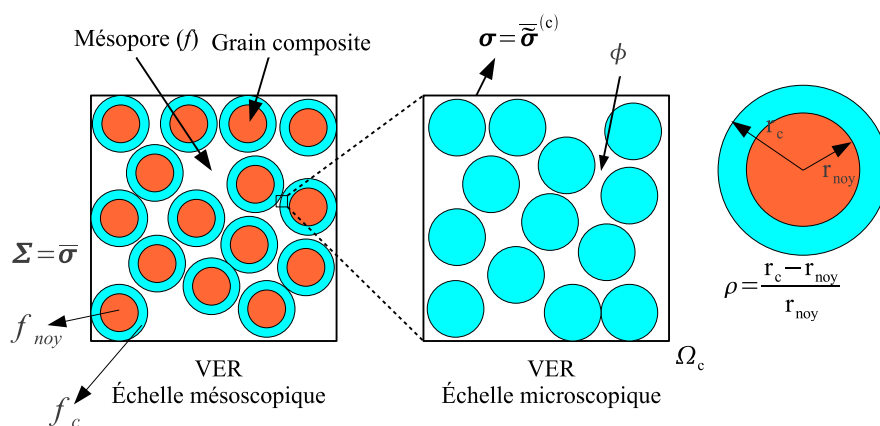 Mésopore (f)
Grain composite
σ = σ̿̃ ⁽ᶜ⁾
ϕ
r_c
r_noy
Σ = σ̅
ρ = (r_c − r_noy) / r_noy
f_noy
f_c
VER
Échelle mésoscopique
VER
Échelle microscopique
Ω_c